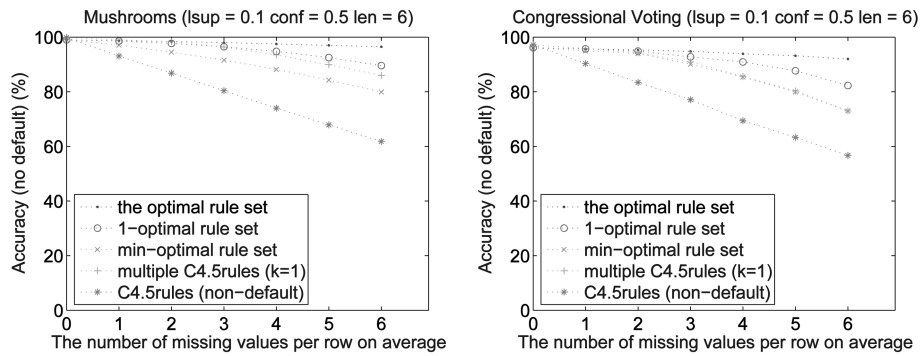 Mushrooms (lsup = 0.1 conf = 0.5 len = 6)
100
80
60
40
20
0
Accuracy (no default) (%)
the optimal rule set
1−optimal rule set
min−optimal rule set
multiple C4.5rules (k=1)
C4.5rules (non−default)
0 1 2 3 4 5 6
The number of missing values per row on average
Congressional Voting (lsup = 0.1 conf = 0.5 len = 6)
100
80
60
40
20
0
Accuracy (no default) (%)
the optimal rule set
1−optimal rule set
min−optimal rule set
multiple C4.5rules (k=1)
C4.5rules (non−default)
0 1 2 3 4 5 6
The number of missing values per row on average